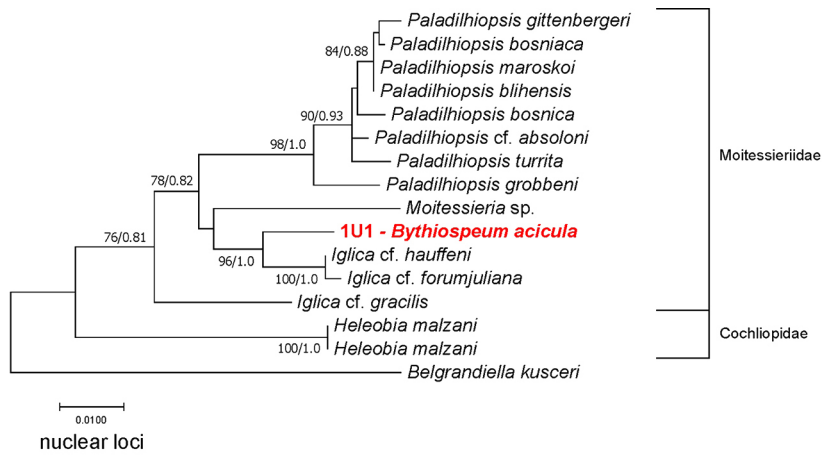 Paladilhiopsis gittenbergeri
84/0.88
Paladilhiopsis bosniaca
Paladilhiopsis maroskoi
Paladilhiopsis blihensis
90/0.93
Paladilhiopsis bosnica
98/1.0
Paladilhiopsis cf. absoloni
Moitessieriidae
Paladilhiopsis turrita
78/0.82
Paladilhiopsis grobbeni
Moitessieria sp.
76/0.81
1U1 - Bythiospeum acicula
96/1.0
Iglica cf. hauffeni
100/1.0
Iglica cf. forumjuliana
Iglica cf. gracilis
Heleobia malzani
Cochliopidae
100/1.0
Heleobia malzani
Belgrandiella kusceri
0.0100
nuclear loci